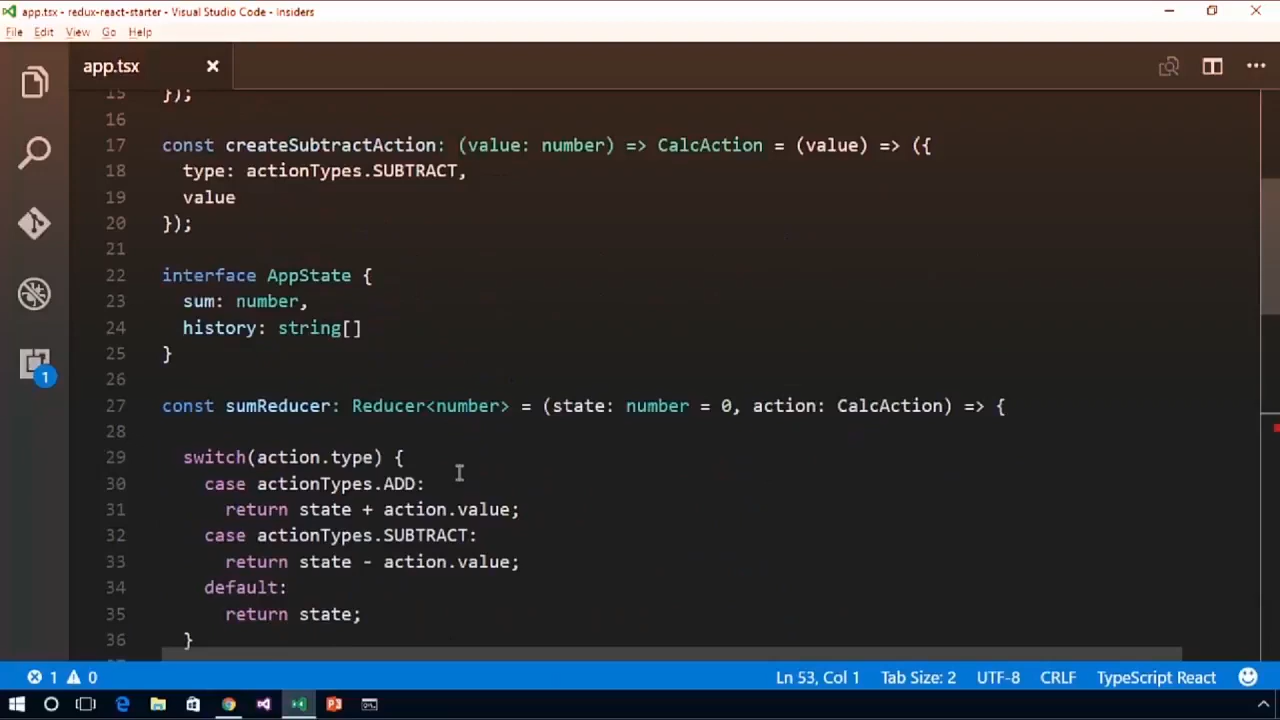 app.tsx - redux-react-starter - Visual Studio Code - Insiders
File Edit View Go Help
app.tsx
15 });
16
17 const createSubtractAction: (value: number) => CalcAction = (value) => ({
18 type: actionTypes.SUBTRACT,
19 value
20 });
21
22 interface AppState {
23 sum: number,
24 history: string[]
25 }
26
27 const sumReducer: Reducer<number> = (state: number = 0, action: CalcAction) => {
28
29 switch(action.type) {
30 case actionTypes.ADD:
31 return state + action.value;
32 case actionTypes.SUBTRACT:
33 return state - action.value;
34 default:
35 return state;
36 }
1
1 0 Ln 53, Col 1 Tab Size: 2 UTF-8 CRLF TypeScript React